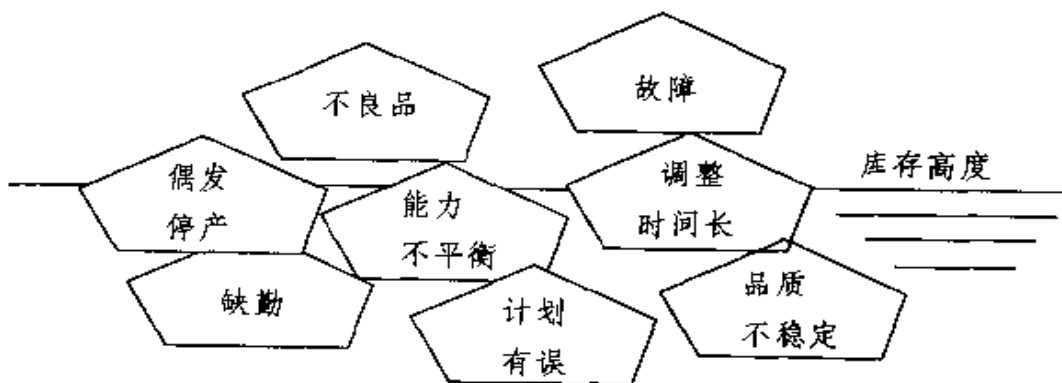 不良品
故障
偶发
停产
能力
不平衡
调整
时间长
库存高度
缺勤
计划
有误
品质
不稳定